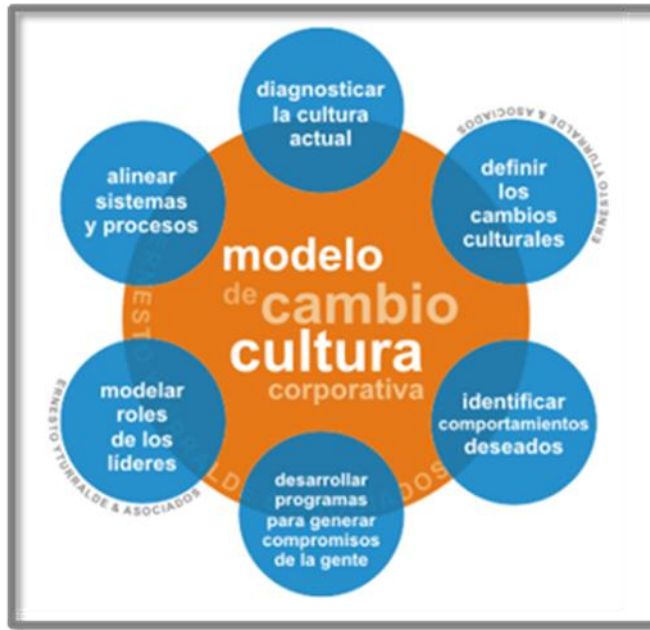 diagnosticar
la cultura
actual
ERNESTO YTURRALDE & ASOCIADOS
definir
los
cambios
culturales
identificar
comportamientos
deseados
desarrollar
programas
para generar
compromisos
de la gente
modelar
roles
de los
líderes
ERNESTO YTURRALDE & ASOCIADOS
alinear
sistemas
y procesos
modelo
de cambio
cultura
corporativa